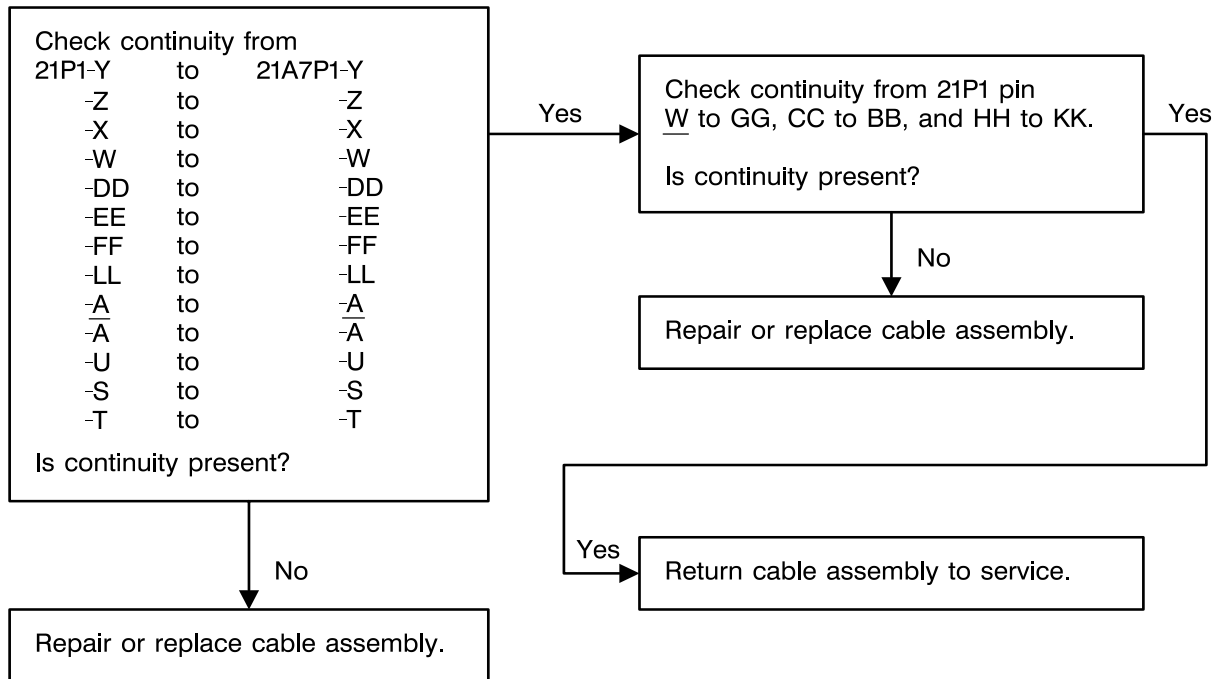 Check continuity from
21P1-Y to 21A7P1-Y
-Z to -Z
-X to -X
-W to -W
-DD to -DD
-EE to -EE
-FF to -FF
-LL to -LL
-A to -A
-A to -A
-U to -U
-S to -S
-T to -T
Is continuity present?
Yes
Check continuity from 21P1 pin
W to GG, CC to BB, and HH to KK.
Is continuity present?
Yes
No
Repair or replace cable assembly.
Yes
Return cable assembly to service.
No
Repair or replace cable assembly.